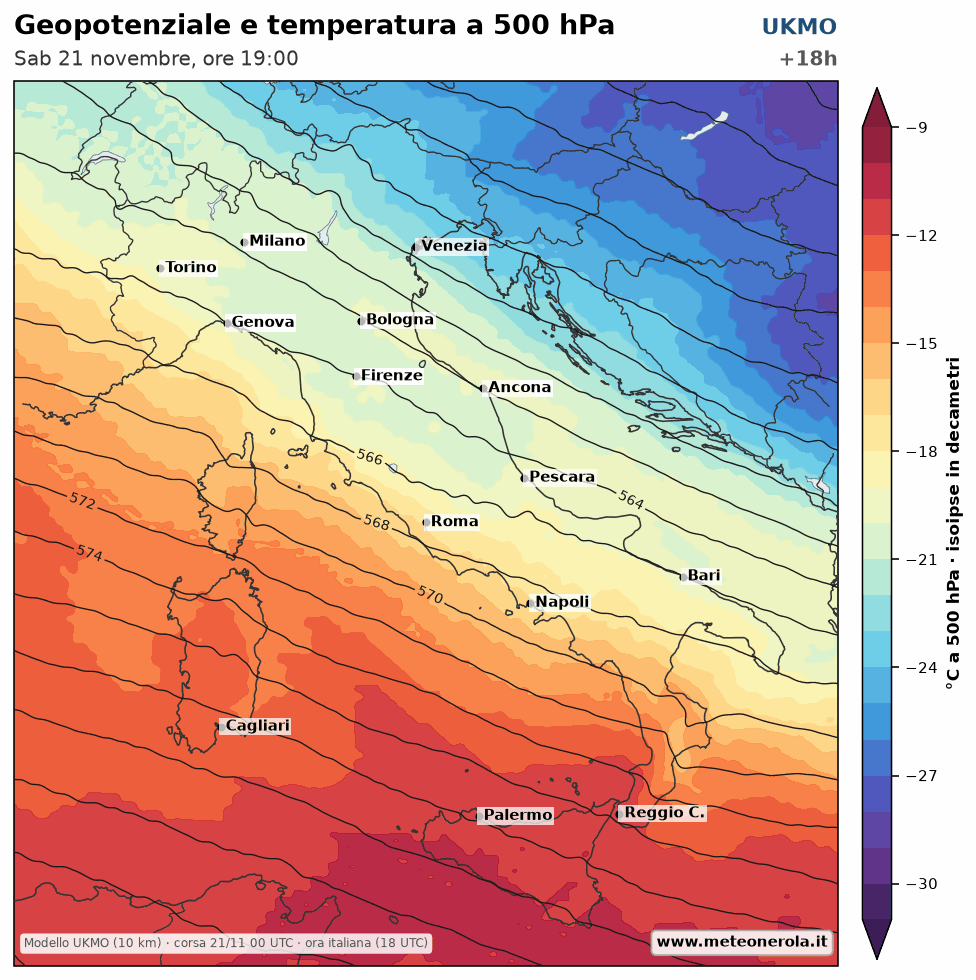 Geopotenziale e temperatura a 500 hPa
UKMO
Sab 21 novembre, ore 19:00
+18h
−9
−12
−15
−18
−21
−24
−27
−30
°C a 500 hPa · isoipse in decametri
Milano
Venezia
Torino
Genova
Bologna
Firenze
Ancona
566
Pescara
564
572
568
Roma
574
Bari
570
Napoli
Cagliari
Palermo
Reggio C.
Modello UKMO (10 km) · corsa 21/11 00 UTC · ora italiana (18 UTC)
www.meteonerola.it